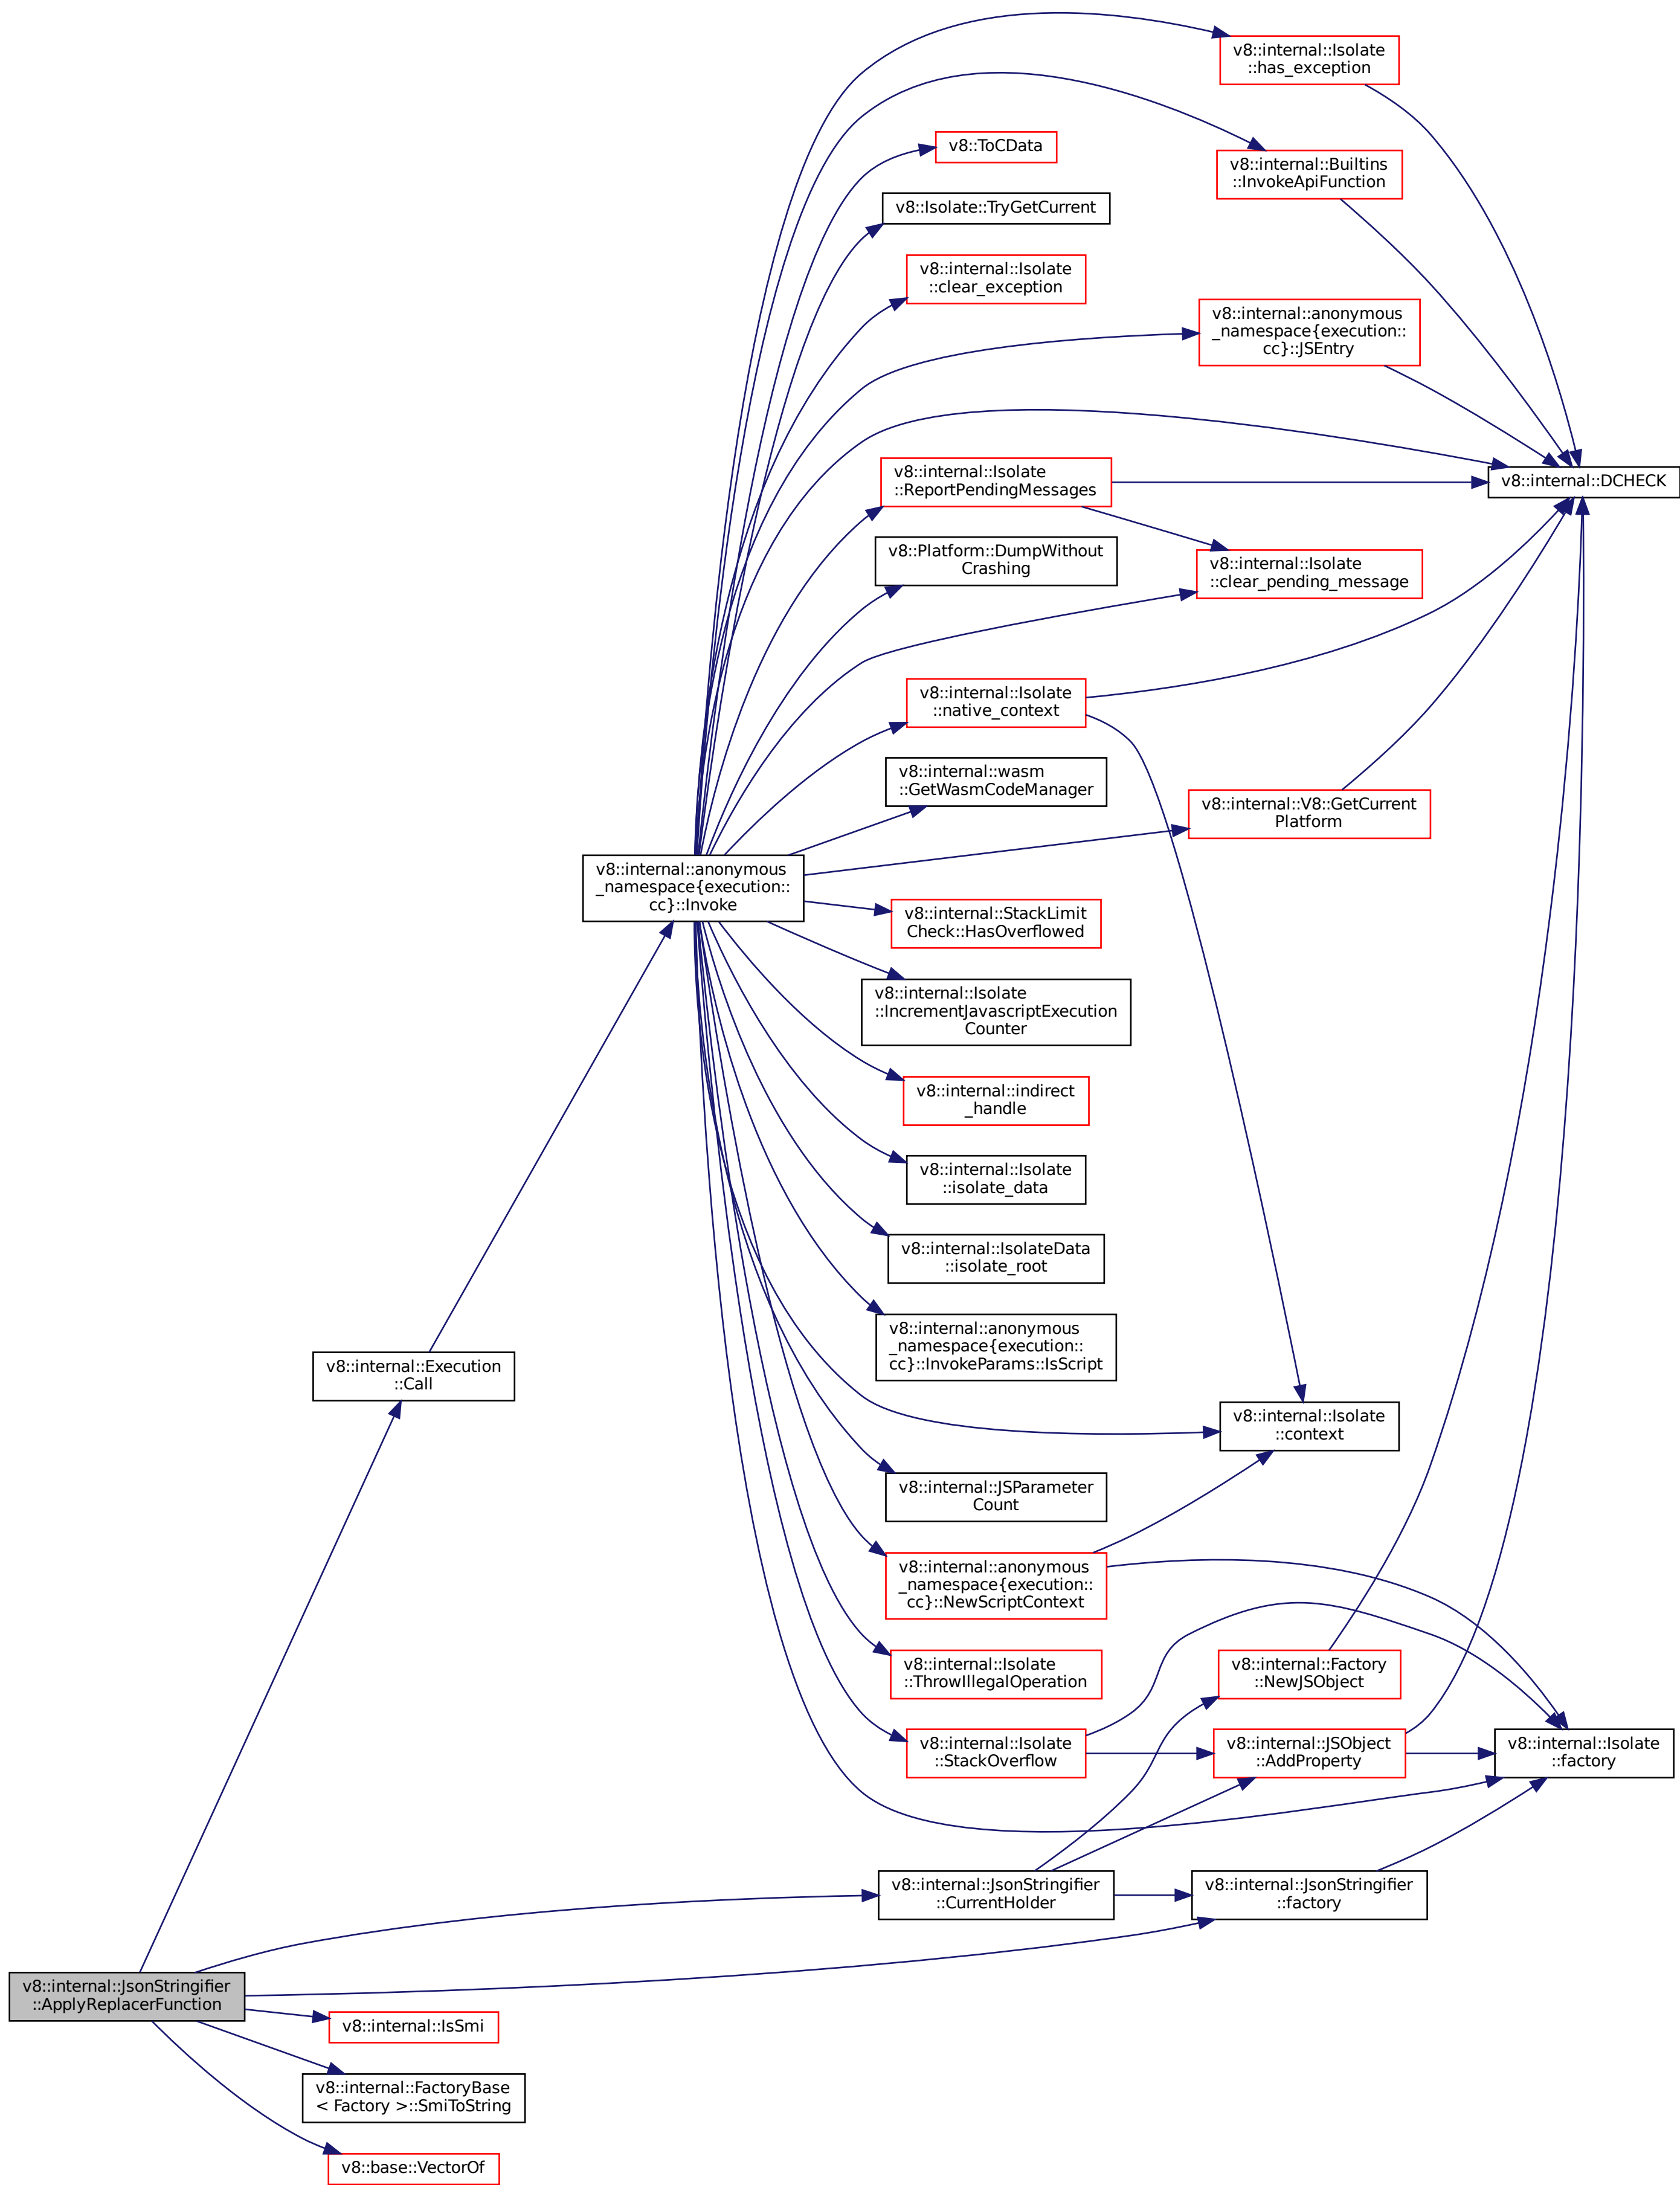 v8::internal::Isolate
::has_exception
v8::ToCData
v8::internal::Builtins
::InvokeApiFunction
v8::Isolate::TryGetCurrent
v8::internal::Isolate
::clear_exception
v8::internal::anonymous
_namespace{execution::
cc}::JSEntry
v8::internal::Isolate
::ReportPendingMessages
v8::internal::DCHECK
v8::Platform::DumpWithout
Crashing
v8::internal::Isolate
::clear_pending_message
v8::internal::Isolate
::native_context
v8::internal::wasm
::GetWasmCodeManager
v8::internal::V8::GetCurrent
Platform
v8::internal::anonymous
_namespace{execution::
cc}::Invoke
v8::internal::StackLimit
Check::HasOverflowed
v8::internal::Isolate
::IncrementJavascriptExecution
Counter
v8::internal::indirect
_handle
v8::internal::Isolate
::isolate_data
v8::internal::IsolateData
::isolate_root
v8::internal::anonymous
_namespace{execution::
cc}::InvokeParams::IsScript
v8::internal::Execution
::Call
v8::internal::Isolate
::context
v8::internal::JSParameter
Count
v8::internal::anonymous
_namespace{execution::
cc}::NewScriptContext
v8::internal::Isolate
::ThrowIllegalOperation
v8::internal::Factory
::NewJSObject
v8::internal::Isolate
::StackOverflow
v8::internal::JSObject
::AddProperty
v8::internal::Isolate
::factory
v8::internal::JsonStringifier
::CurrentHolder
v8::internal::JsonStringifier
::factory
v8::internal::JsonStringifier
::ApplyReplacerFunction
v8::internal::IsSmi
v8::internal::FactoryBase
< Factory >::SmiToString
v8::base::VectorOf